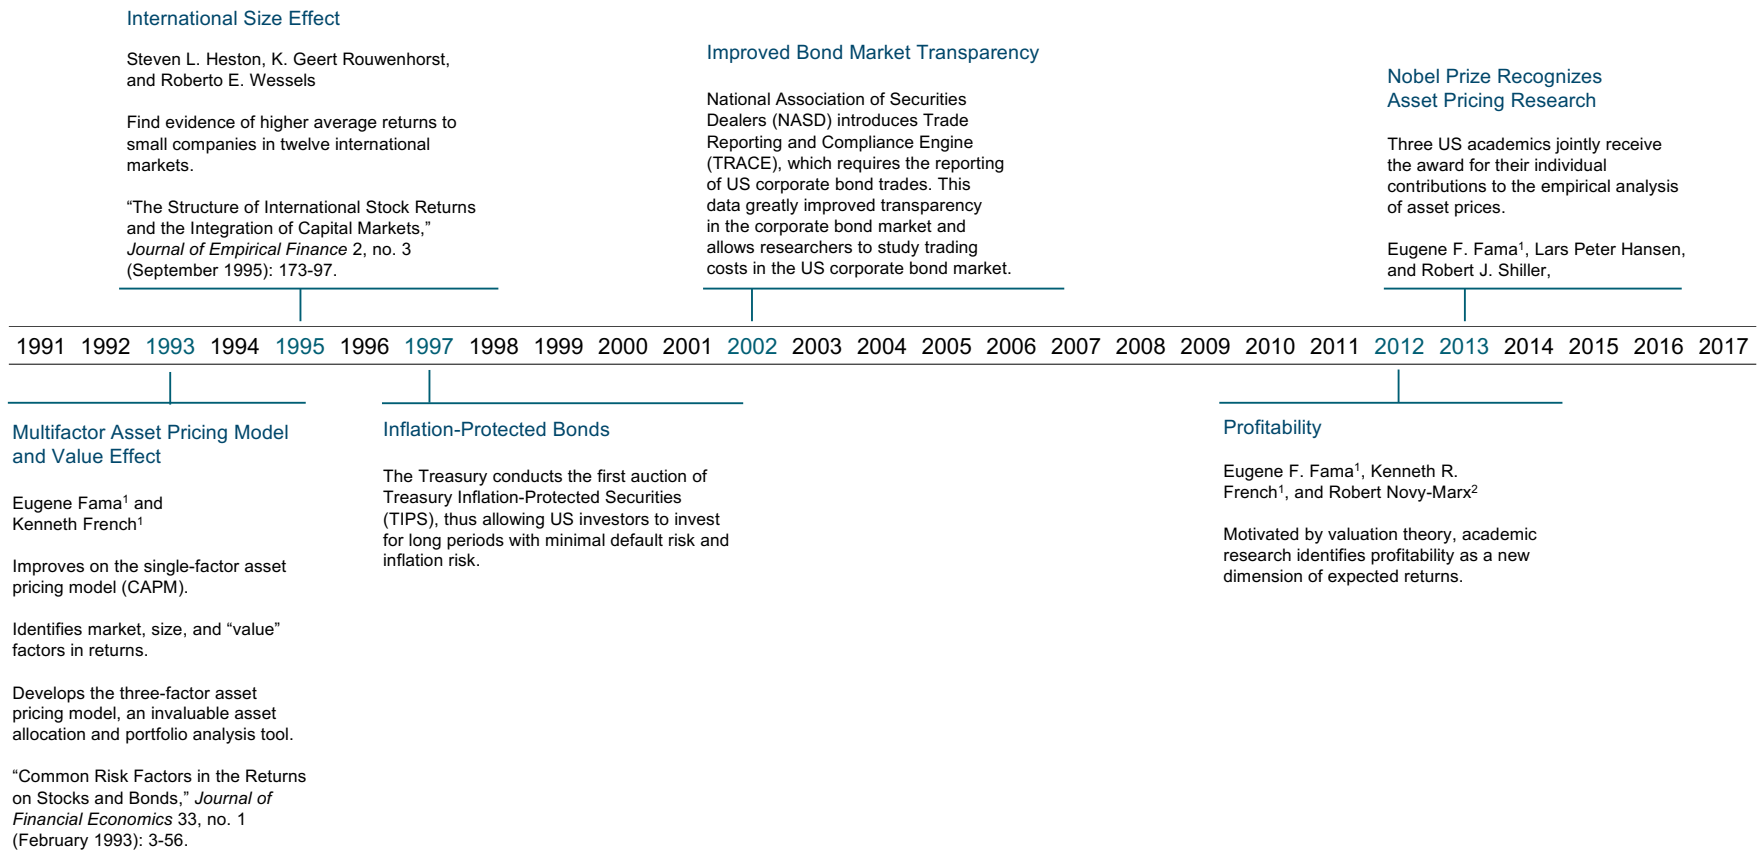 International Size Effect
Steven L. Heston, K. Geert Rouwenhorst,
and Roberto E. Wessels
Find evidence of higher average returns to
small companies in twelve international
markets.
“The Structure of International Stock Returns
and the Integration of Capital Markets,”
Journal of Empirical Finance 2, no. 3
(September 1995): 173-97.
Improved Bond Market Transparency
National Association of Securities
Dealers (NASD) introduces Trade
Reporting and Compliance Engine
(TRACE), which requires the reporting
of US corporate bond trades. This
data greatly improved transparency
in the corporate bond market and
allows researchers to study trading
costs in the US corporate bond market.
Nobel Prize Recognizes
Asset Pricing Research
Three US academics jointly receive
the award for their individual
contributions to the empirical analysis
of asset prices.
Eugene F. Fama¹, Lars Peter Hansen,
and Robert J. Shiller,
1991 1992 1993 1994 1995 1996 1997 1998 1999 2000 2001 2002 2003 2004 2005 2006 2007 2008 2009 2010 2011 2012 2013 2014 2015 2016 2017
Multifactor Asset Pricing Model
and Value Effect
Eugene Fama¹ and
Kenneth French¹
Improves on the single-factor asset
pricing model (CAPM).
Identifies market, size, and “value”
factors in returns.
Develops the three-factor asset
pricing model, an invaluable asset
allocation and portfolio analysis tool.
“Common Risk Factors in the Returns
on Stocks and Bonds,” Journal of
Financial Economics 33, no. 1
(February 1993): 3-56.
Inflation-Protected Bonds
The Treasury conducts the first auction of
Treasury Inflation-Protected Securities
(TIPS), thus allowing US investors to invest
for long periods with minimal default risk and
inflation risk.
Profitability
Eugene F. Fama¹, Kenneth R.
French¹, and Robert Novy-Marx²
Motivated by valuation theory, academic
research identifies profitability as a new
dimension of expected returns.